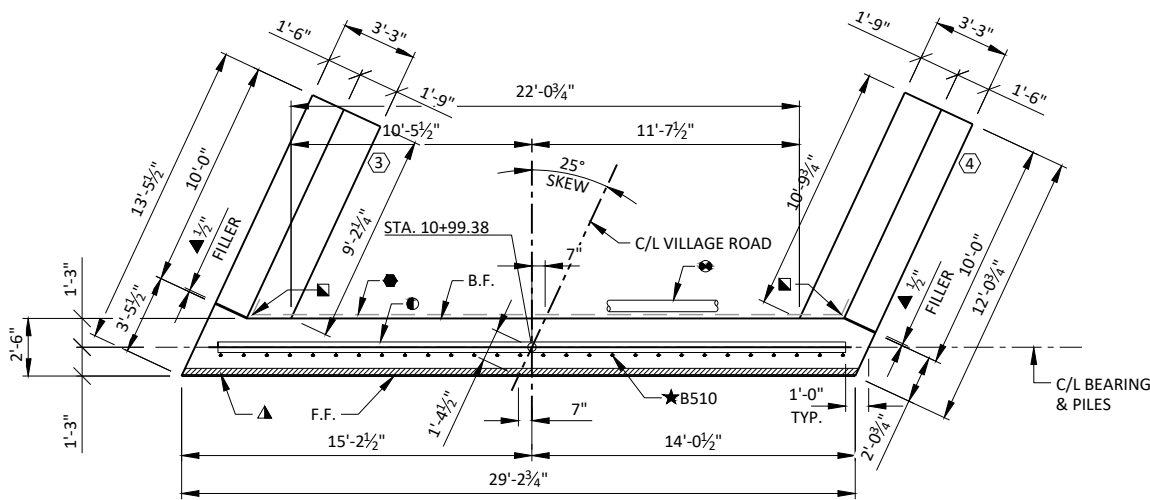 3'-3"
1'-6"
1'-9"
1'-9"
3'-3"
1'-6"
22'-0¾"
10'-5½"
11'-7½"
13'-5½"
10'-0"
½"
FILLER
3
9'-2¼"
25°
SKEW
10'-9¾"
4
STA. 10+99.38
7"
C/L VILLAGE ROAD
B.F.
½"
FILLER
10'-0"
12'-0¾"
3'-5½"
1'-3"
2'-6"
1'-3"
C/L BEARING
& PILES
F.F.
1'-4½"
7"
★B510
1'-0"
TYP.
2'-0¾"
15'-2½"
14'-0½"
29'-2¾"